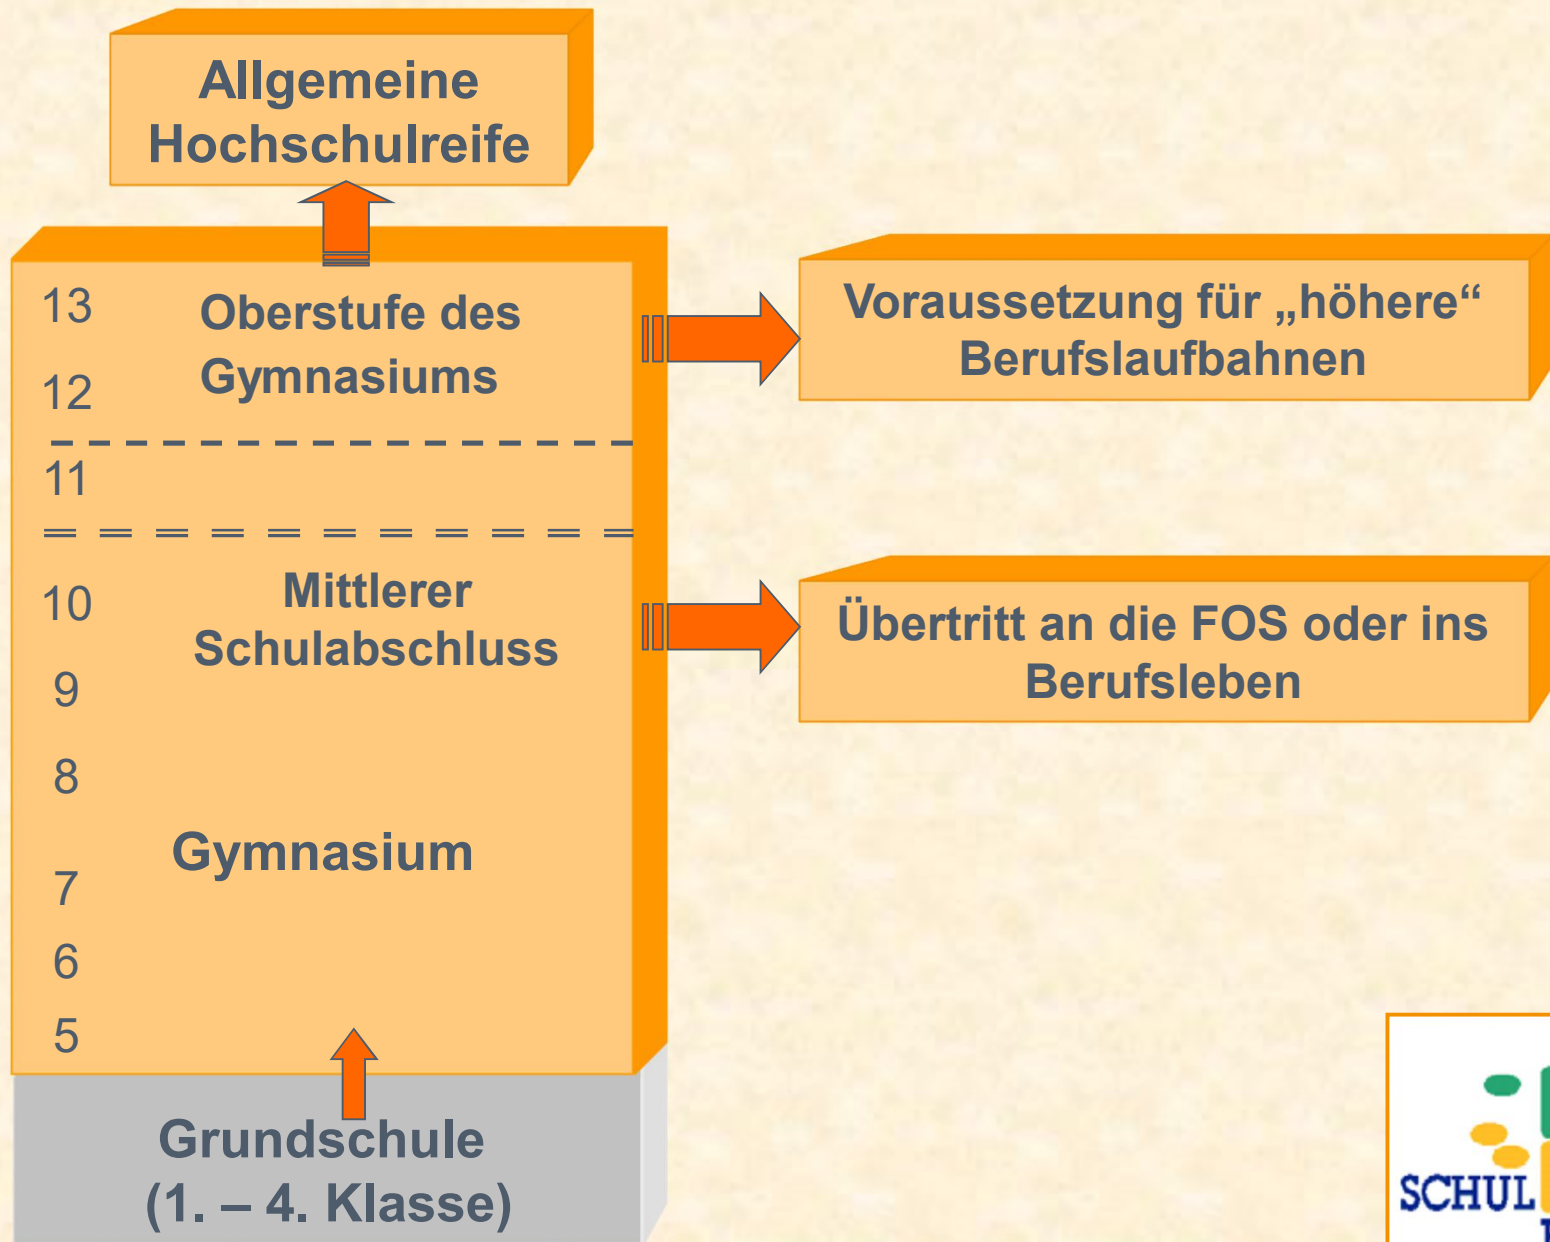 Allgemeine
Hochschulreife
13
Oberstufe des
12
Gymnasiums
11
10
Mittlerer
Schulabschluss
9
8
Gymnasium
7
6
5
Grundschule
(1. – 4. Klasse)
Voraussetzung für „höhere“
Berufslaufbahnen
Übertritt an die FOS oder ins
Berufsleben
SCHUL